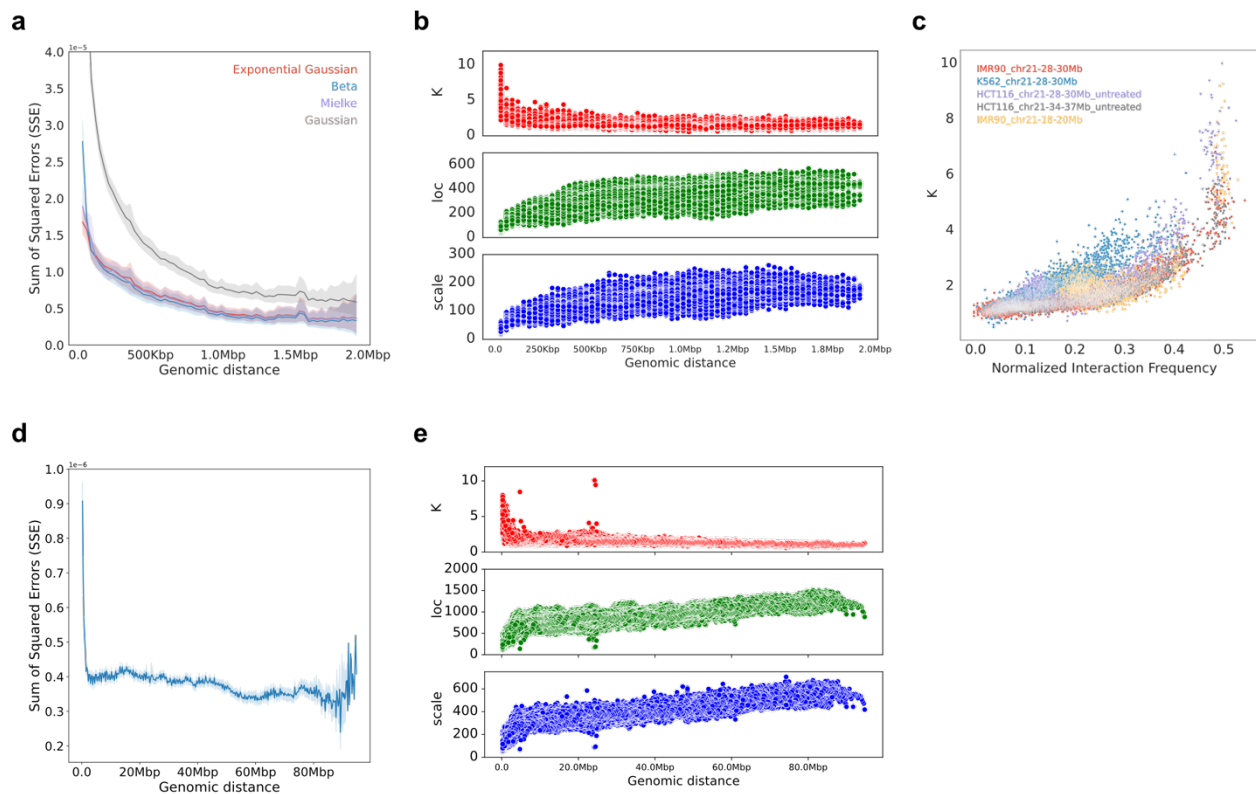 a
1e−5
4.0
3.5
3.0
2.5
2.0
1.5
1.0
0.5
0.0
Sum of Squared Errors (SSE)
Exponential Gaussian
Beta
Mielke
Gaussian
0.0 500Kbp 1.0Mbp 1.5Mbp 2.0Mbp
Genomic distance
b
K
10
5
0
loc
600
400
200
0
scale
300
200
100
0
0.0 250Kbp 500Kbp 750Kbp 1.0Mbp 1.2Mbp 1.5Mbp 1.8Mbp 2.0Mbp
Genomic distance
c
K
10
8
6
4
2
IMR90_chr21-28-30Mb
K562_chr21-28-30Mb
HCT116_chr21-28-30Mb_untreated
HCT116_chr21-34-37Mb_untreated
IMR90_chr21-18-20Mb
0.0 0.1 0.2 0.3 0.4 0.5
Normalized Interaction Frequency
d
1e−6
1.0
0.9
0.8
0.7
0.6
0.5
0.4
0.3
0.2
Sum of Squared Errors (SSE)
0.0 20Mbp 40Mbp 60Mbp 80Mbp
Genomic distance
e
K
10
5
0
loc
2000
1500
1000
500
0
scale
600
400
200
0
0.0 20.0Mbp 40.0Mbp 60.0Mbp 80.0Mbp
Genomic distance